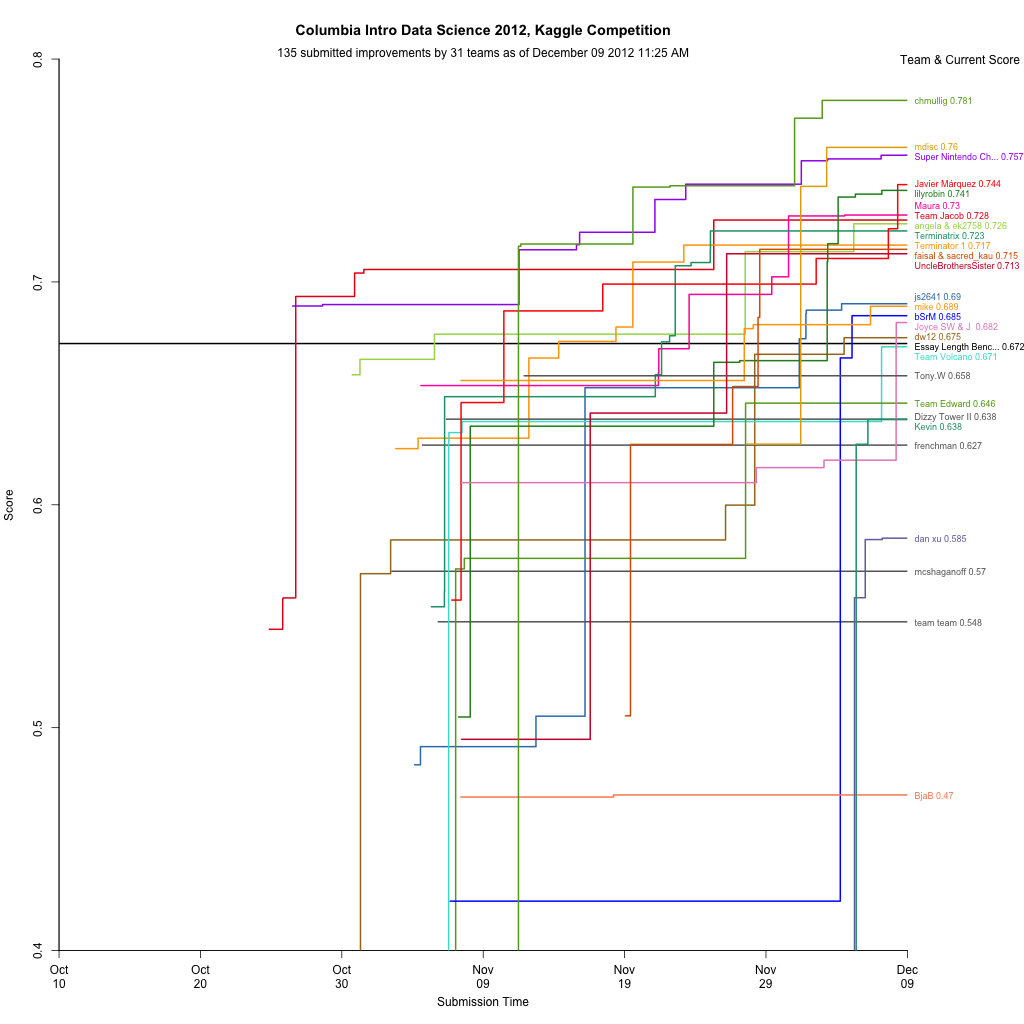 Columbia Intro Data Science 2012, Kaggle Competition
135 submitted improvements by 31 teams as of December 09 2012 11:25 AM
Team & Current Score
0.8
0.7
0.6
0.5
0.4
Score
chmullig 0.781
mdisc 0.76
Super Nintendo Ch... 0.757
Javier Márquez 0.744
lilyrobin 0.741
Maura 0.73
Team Jacob 0.728
angela & ek2758 0.726
Terminatrix 0.723
Terminator 1 0.717
faisal & sacred_kau 0.715
UncleBrothersSister 0.713
js2641 0.69
mike 0.689
bSrM 0.685
Joyce SW & J 0.682
dw12 0.675
Essay Length Benc... 0.672
Team Volcano 0.671
Tony.W 0.658
Team Edward 0.646
Dizzy Tower II 0.638
Kevin 0.638
frenchman 0.627
dan xu 0.585
mcshaganoff 0.57
team team 0.548
BjaB 0.47
Oct 10
Oct 20
Oct 30
Nov 09
Nov 19
Nov 29
Dec 09
Submission Time